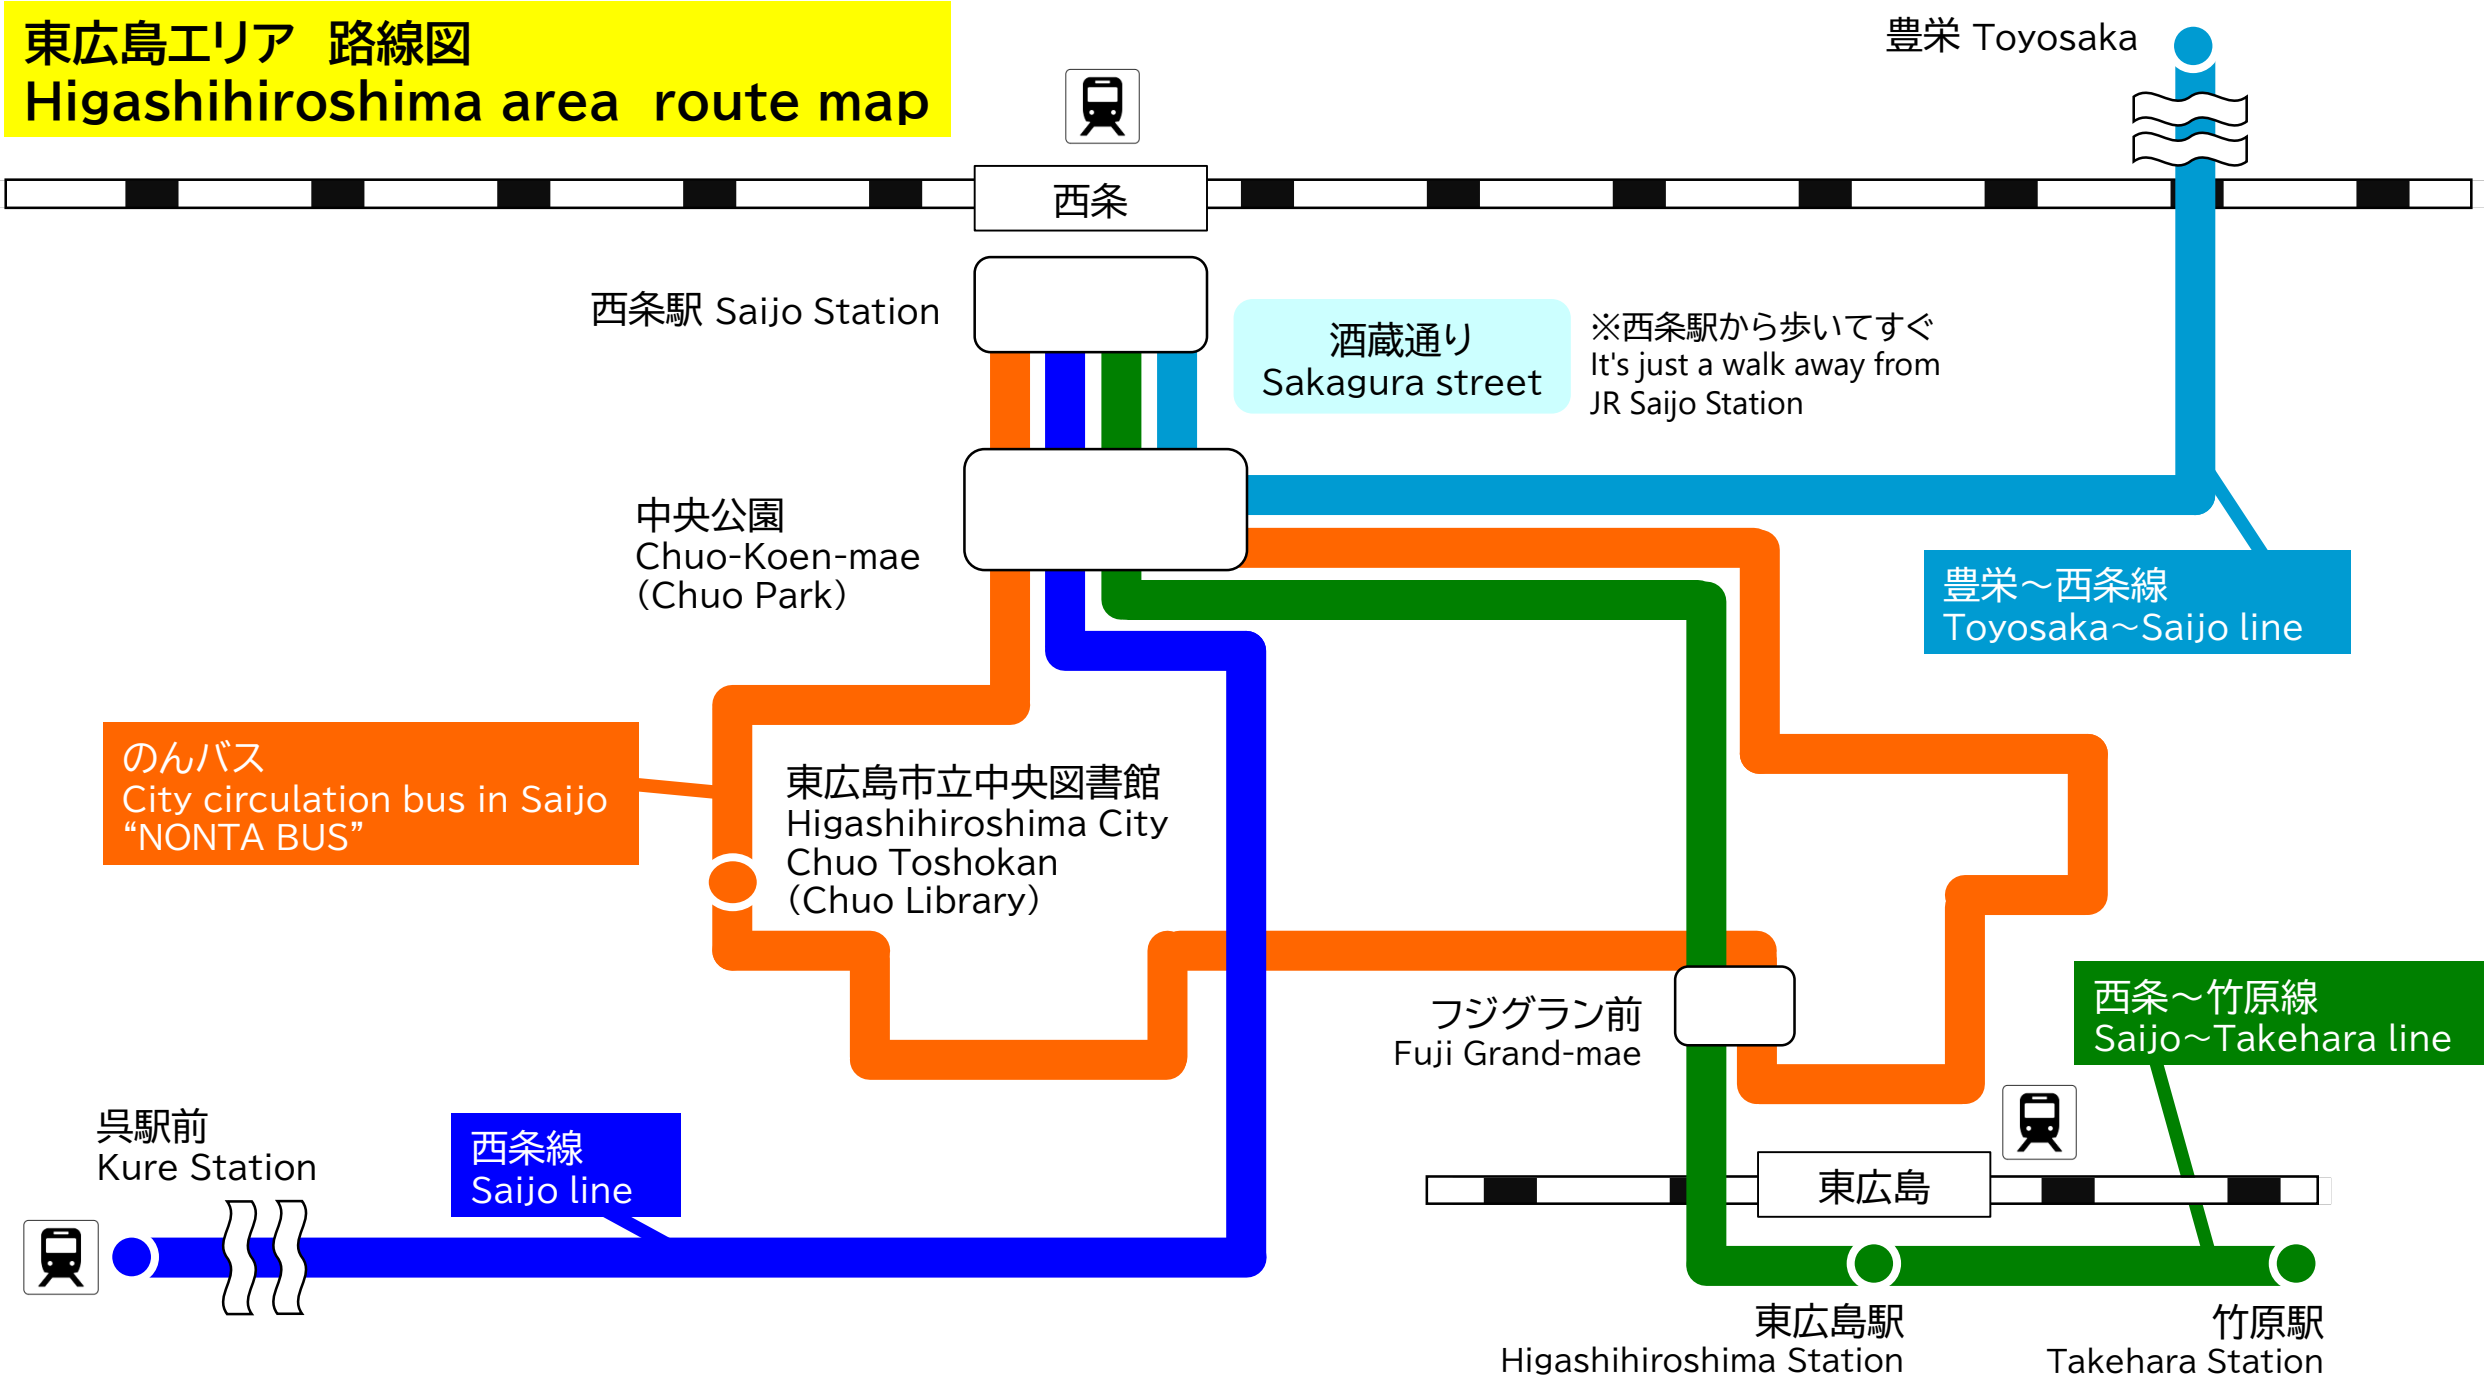 東広島エリア　路線図
Higashihiroshima area  route map
豊栄 Toyosaka
西条
西条駅 Saijo Station
酒蔵通り
Sakagura street
※西条駅から歩いてすぐ
It's just a walk away from
JR Saijo Station
中央公園
Chuo-Koen-mae
（Chuo Park）
豊栄～西条線
Toyosaka～Saijo line
のんバス
City circulation bus in Saijo
“NONTA BUS”
東広島市立中央図書館
Higashihiroshima City
Chuo Toshokan
（Chuo Library）
フジグラン前
Fuji Grand-mae
西条～竹原線
Saijo～Takehara line
呉駅前
Kure Station
西条線
Saijo line
東広島
東広島駅
Higashihiroshima Station
竹原駅
Takehara Station